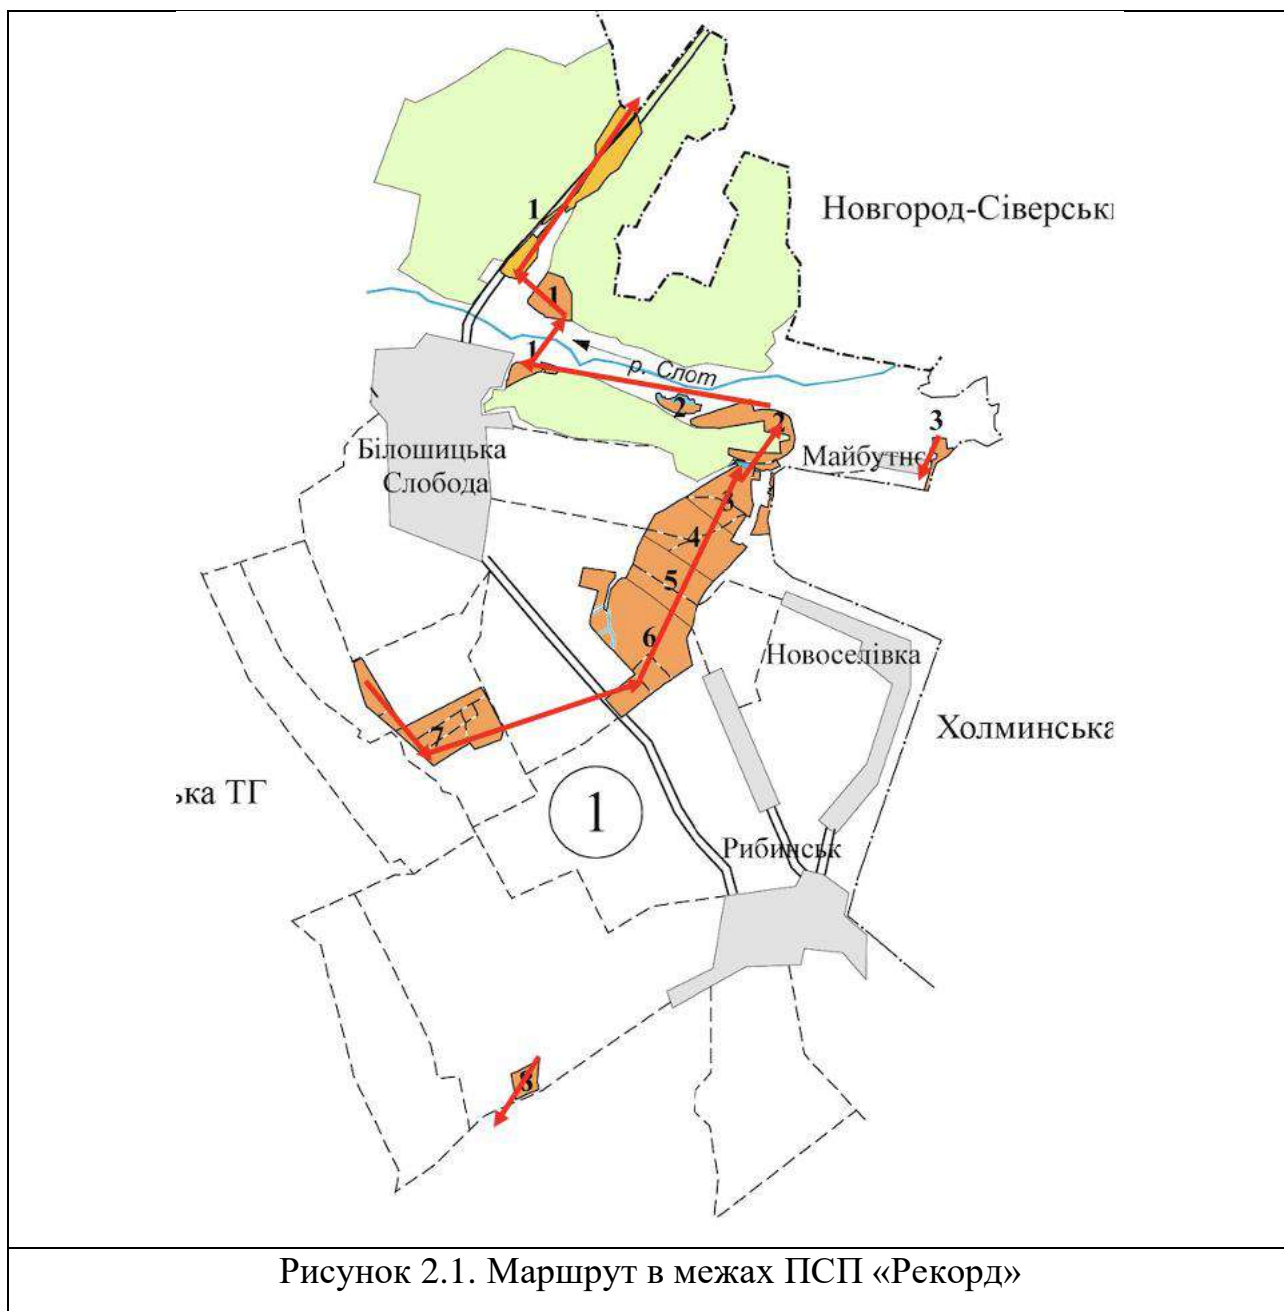 1
Новгород-Сіверськ
1
1
р. Слот
2
2
3
Білошицька
Слобода
Майбутнє
3
4
5
6
Новоселівка
7
Холминська
ька ТГ
1
Рибинськ
8
Рисунок 2.1. Маршрут в межах ПСП «Рекорд»